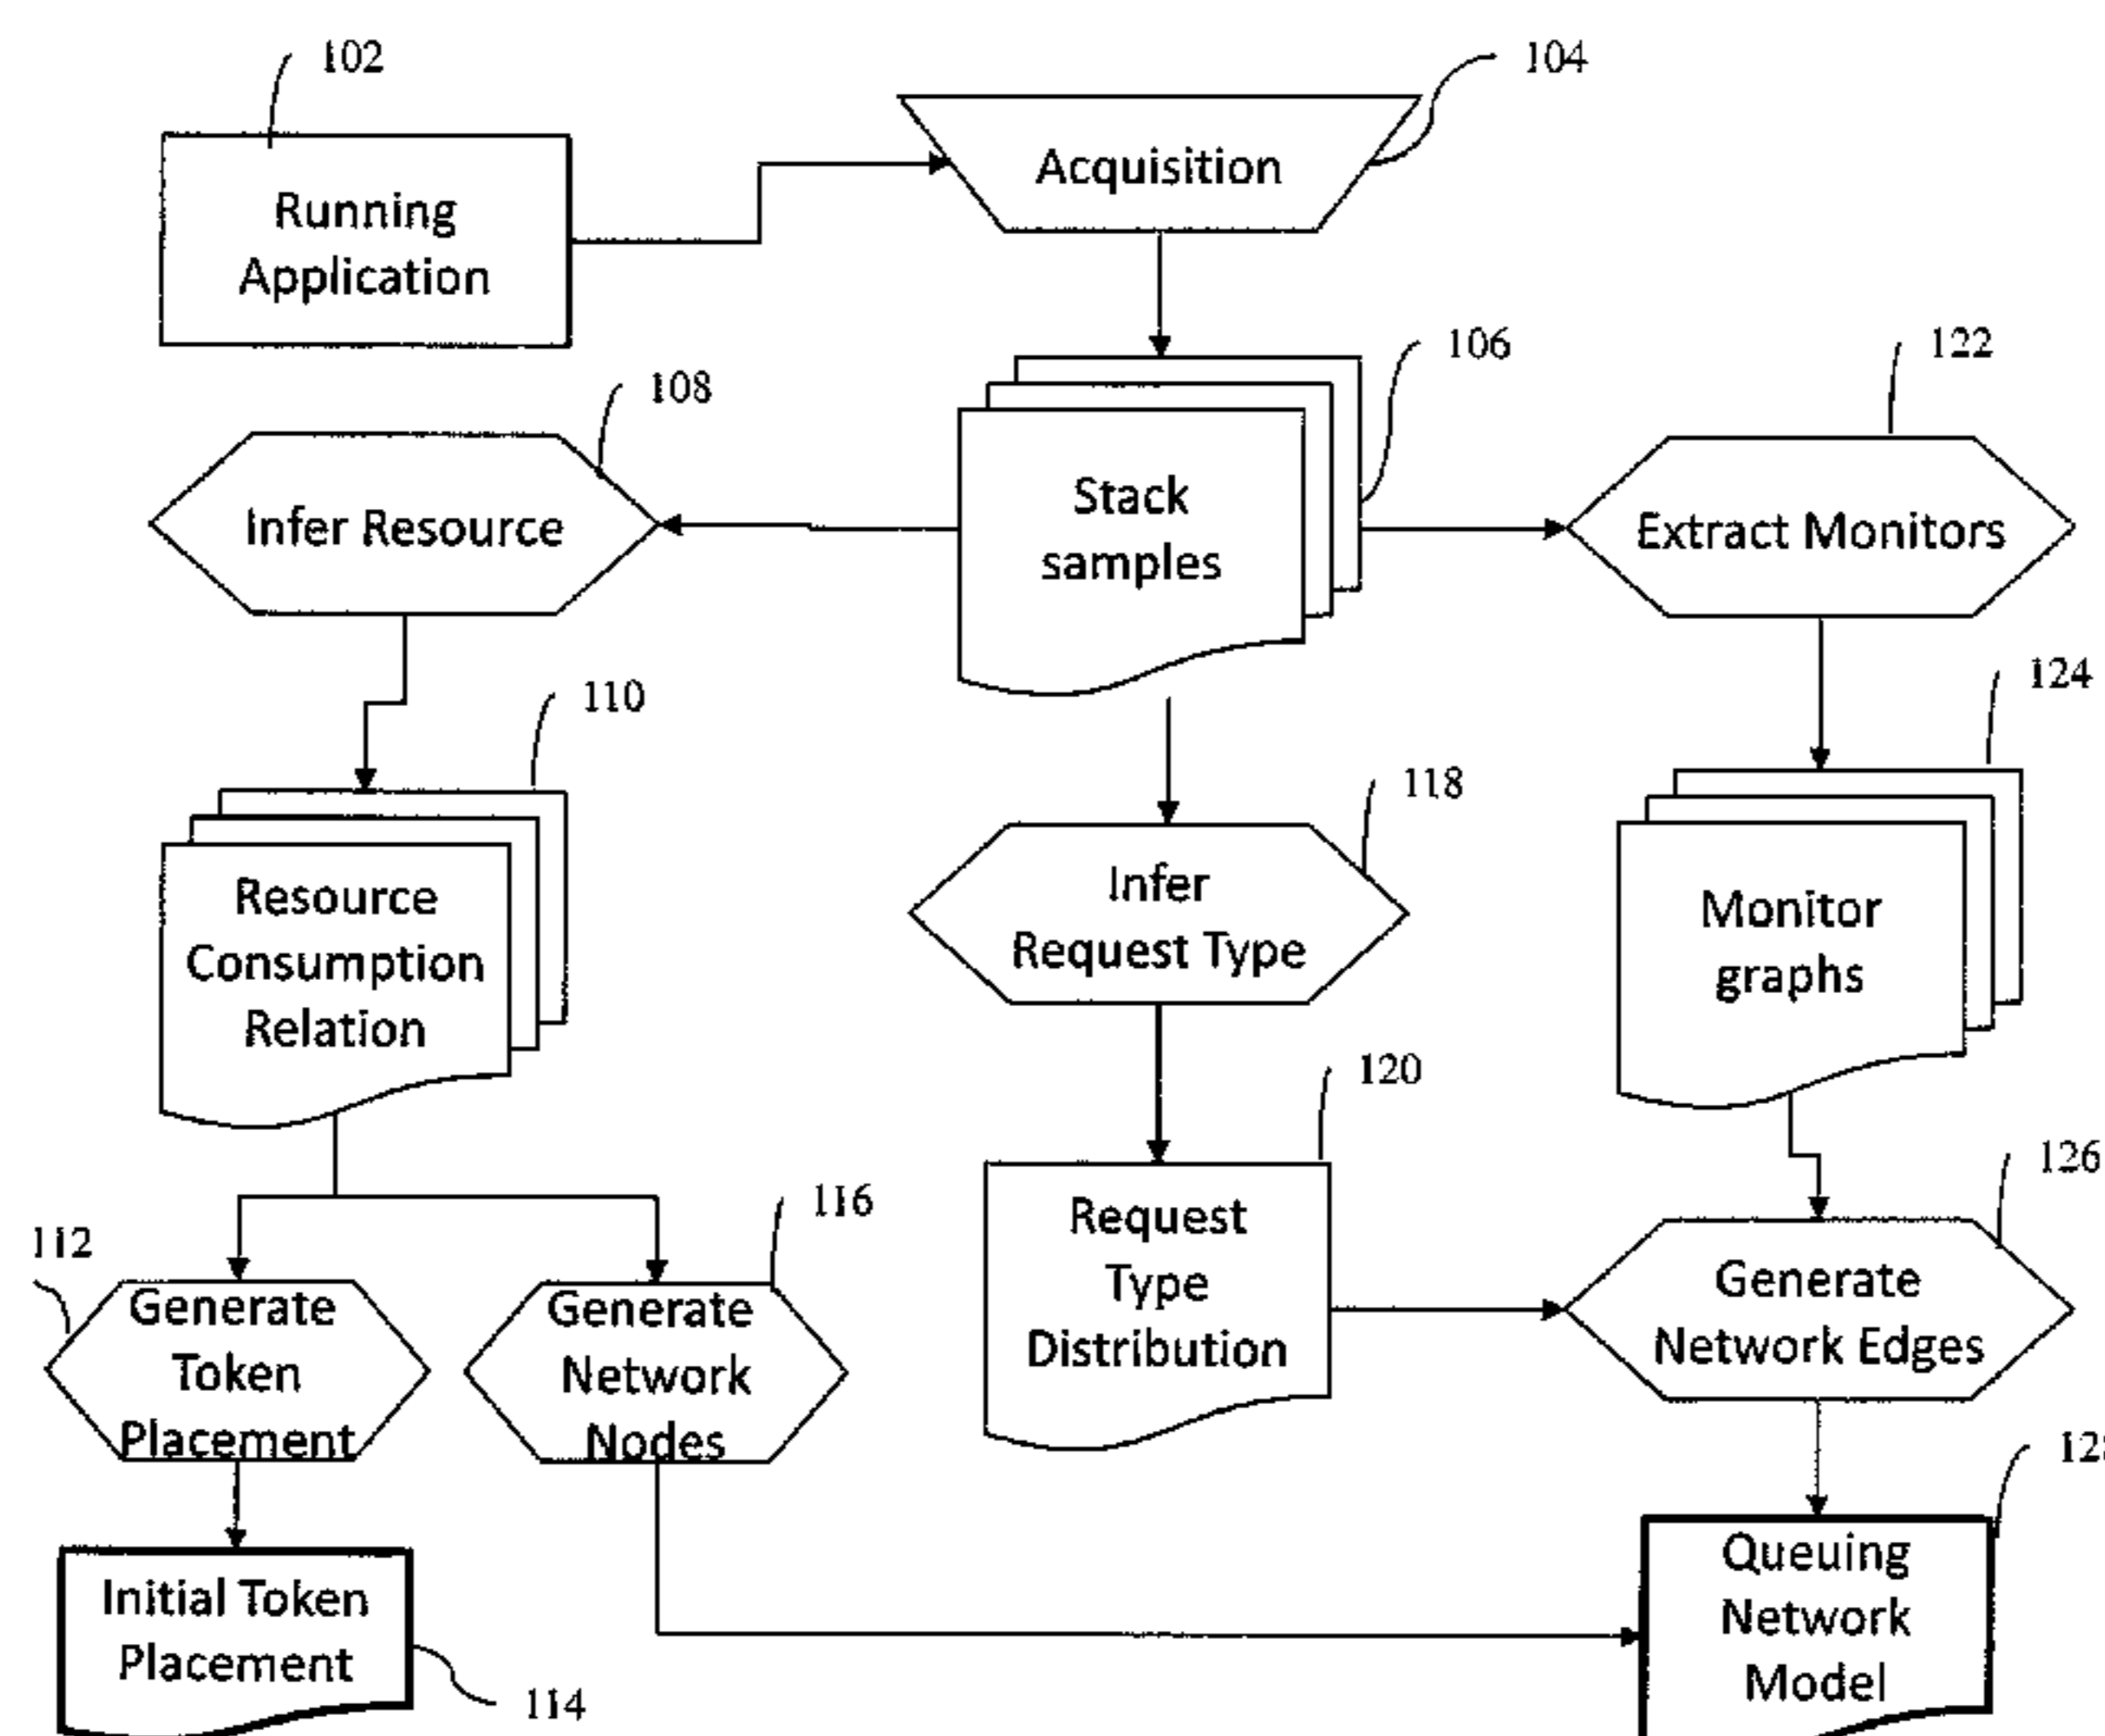 102
104
Running
Application
Acquisition
106
122
108
Infer Resource
Stack
samples
Extract Monitors
110
124
118
Resource
Consumption
Relation
Infer
Request Type
Monitor
graphs
120
126
116
112
Generate
Token
Placement
Generate
Network
Nodes
Request
Type
Distribution
Generate
Network Edges
128
Initial Token
Placement
114
Queuing
Network
Model